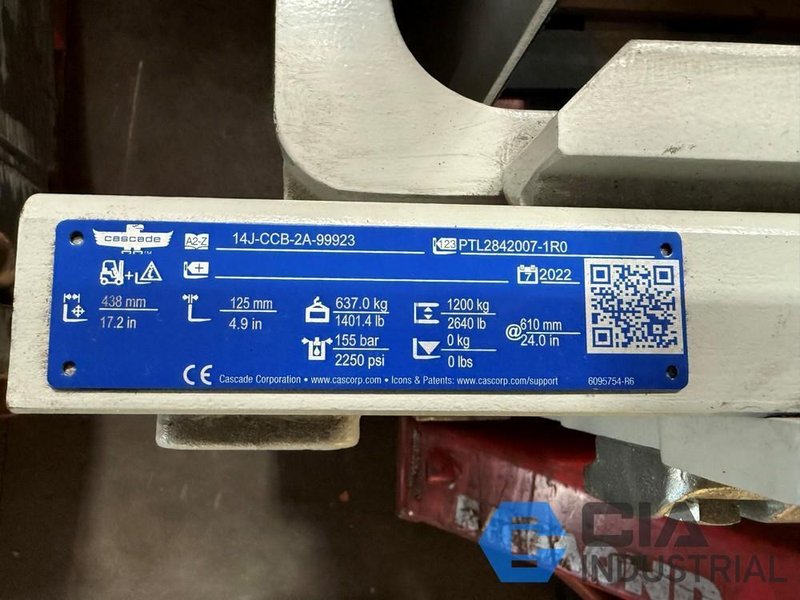 cascade
A2-Z 14J-CCB-2A-99923 123 PTL2842007-1R0
7 2022
438 mm 125 mm 637.0 kg 1200 kg 610 mm
17.2 in 4.9 in 1401.4 lb 2640 lb @ 24.0 in
155 bar 0 kg
2250 psi 0 lbs
CE Cascade Corporation • www.cascorp.com • Icons & Patents: www.cascorp.com/support 6095754-R6
CIA
INDUSTRIAL